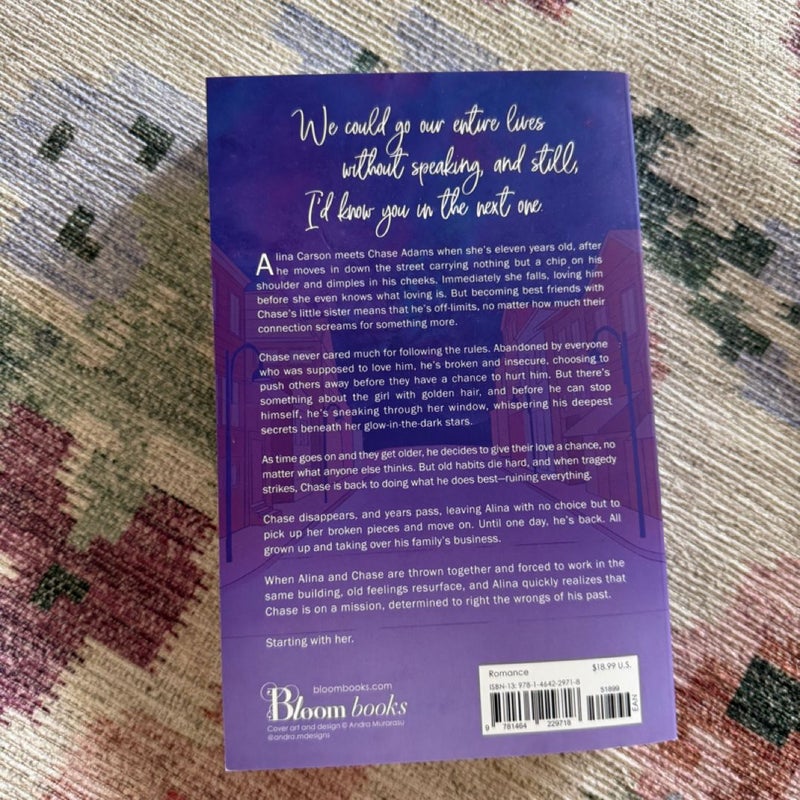 We could go our entire lives
without speaking, and still,
I'd know you in the next one.
Alina Carson meets Chase Adams when she's eleven years old, after
he moves in down the street carrying nothing but a chip on his
shoulder and dimples in his cheeks. Immediately she falls, loving him
before she even knows what loving is. But becoming best friends with
Chase's little sister means that he's off-limits, no matter how much their
connection screams for something more.
Chase never cared much for following the rules. Abandoned by everyone
who was supposed to love him, he's broken and insecure, choosing to
push others away before they have a chance to hurt him. But there's
something about the girl with golden hair, and before he can stop
himself, he's sneaking through her window, whispering his deepest
secrets beneath her glow-in-the-dark stars.
As time goes on and they get older, he decides to give their love a chance, no
matter what anyone else thinks. But old habits die hard, and when tragedy
strikes, Chase is back to doing what he does best—ruining everything.
Chase disappears, and years pass, leaving Alina with no choice but to
pick up her broken pieces and move on. Until one day, he's back. All
grown up and taking over his family's business.
When Alina and Chase are thrown together and forced to work in the
same building, old feelings resurface, and Alina quickly realizes that
Chase is on a mission, determined to right the wrongs of his past.
Starting with her.
bloombooks.com
Bloom books
Cover art and design © Andra Murarasu
@andra.mdesigns
Romance $18.99 U.S.
ISBN-13: 978-1-4642-2971-8
51899
EAN
9 781464 229718